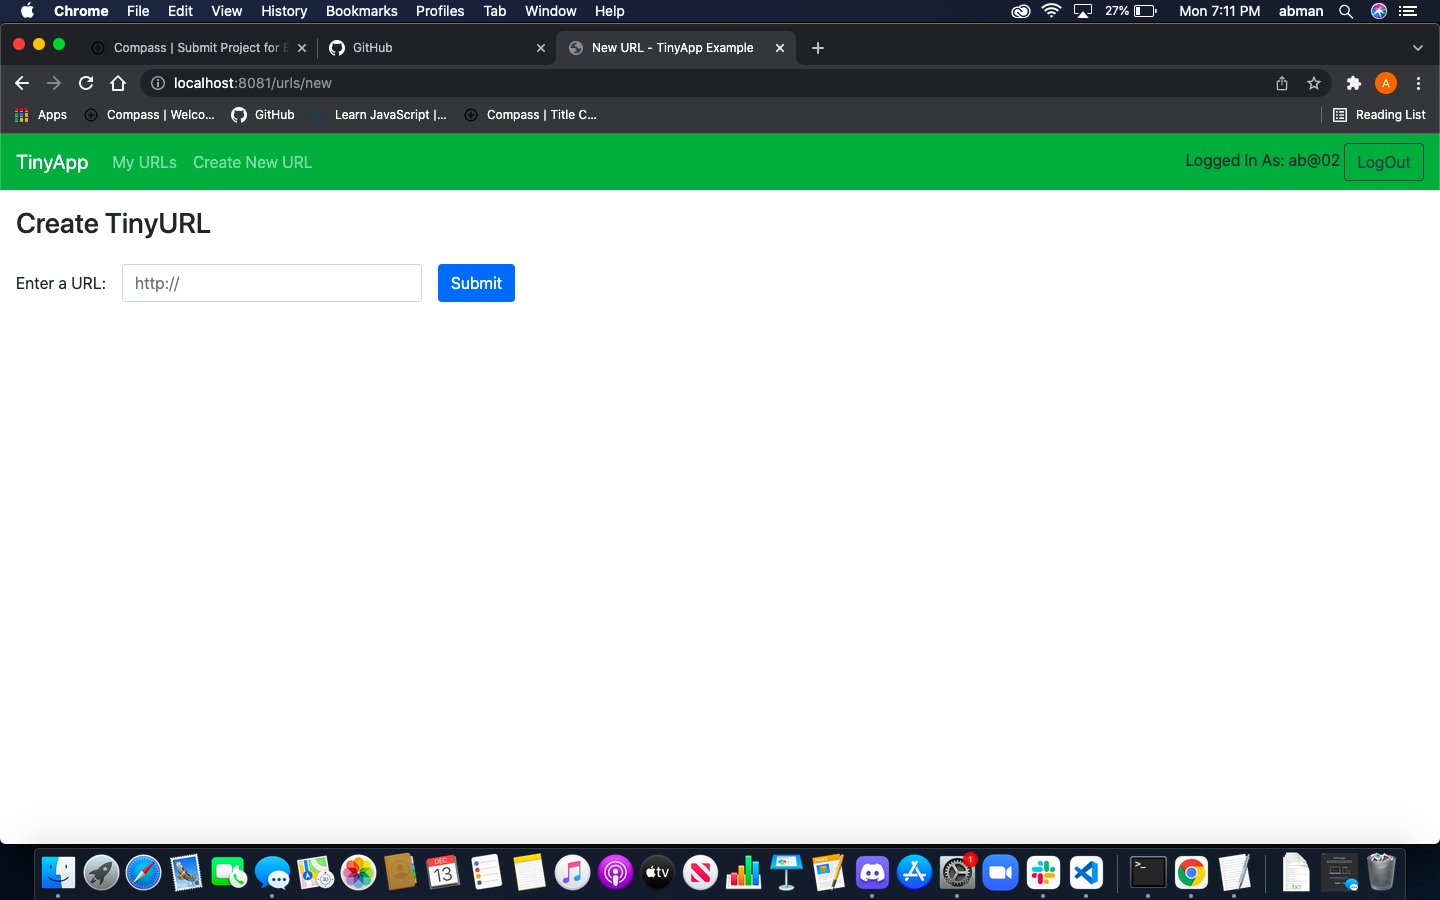 Chrome File Edit View History Bookmarks Profiles Tab Window Help 27% Mon 7:11 PM abman
Compass | Submit Project for E GitHub New URL - TinyApp Example
localhost:8081/urls/new A
Apps Compass | Welco... GitHub Learn JavaScript |... Compass | Title C... Reading List
TinyApp My URLs Create New URL Logged In As: ab@02 LogOut
Create TinyURL
Enter a URL: http:// Submit
DEC 13 tv 1 >_ TXT